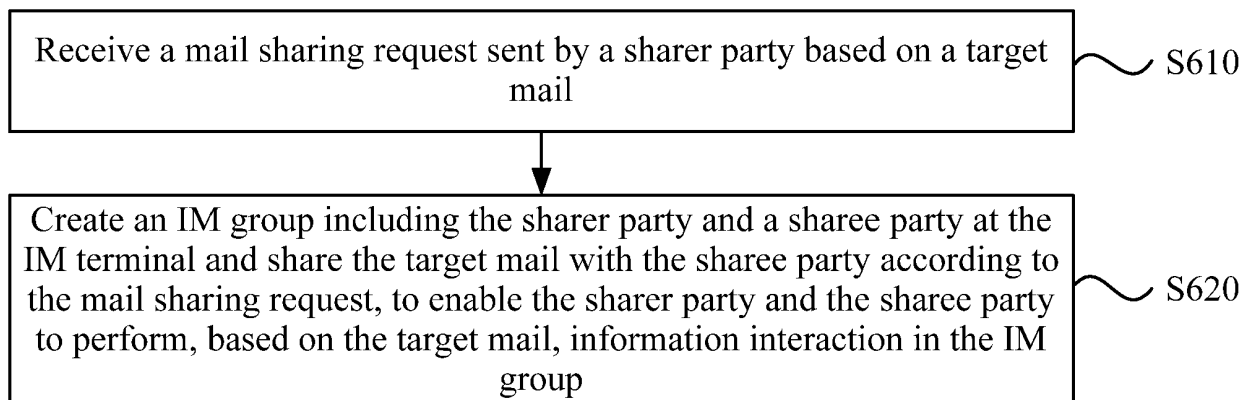 Receive a mail sharing request sent by a sharer party based on a target
mail
S610
Create an IM group including the sharer party and a sharee party at the
IM terminal and share the target mail with the sharee party according to
the mail sharing request, to enable the sharer party and the sharee party
to perform, based on the target mail, information interaction in the IM
group
S620